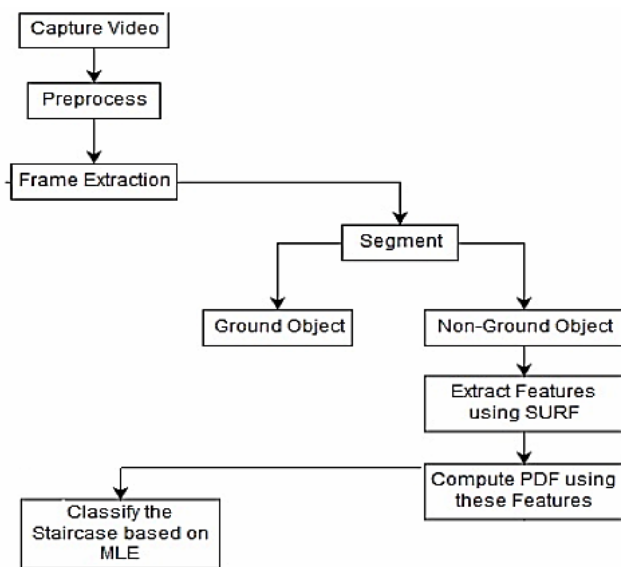 Capture Video
Preprocess
Frame Extraction
Segment
Ground Object
Non-Ground Object
Extract Features
using SURF
Compute PDF using
these Features
Classify the
Staircase based on
MLE